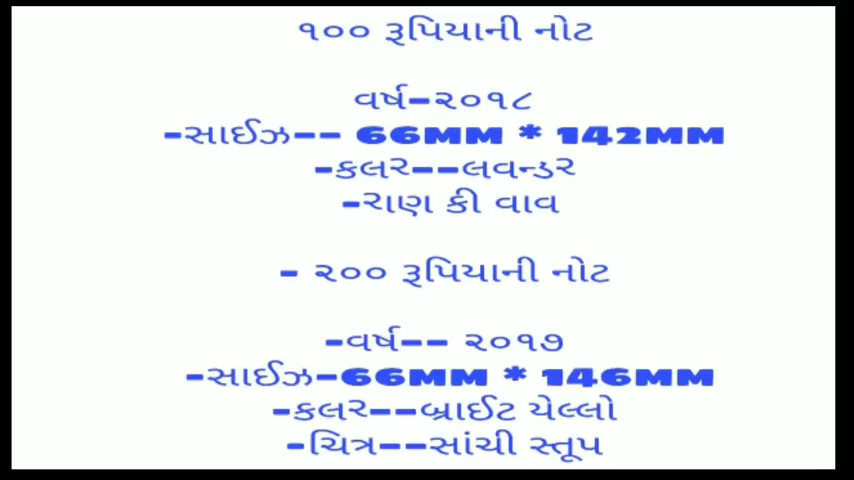 ૧૦૦ રૂપિયાની નોટ
વર્ષ-૨૦૧૮
-સાઈઝ-- 66MM * 142MM
-કલર--લવન્ડર
-રાણ કી વાવ
- ૨૦૦ રૂપિયાની નોટ
-વર્ષ-- ૨૦૧૭
-સાઈઝ-66MM * 146MM
-કલર--બ્રાઈટ યેલ્લો
-ચિત્ર--સાંચી સ્તૂપ